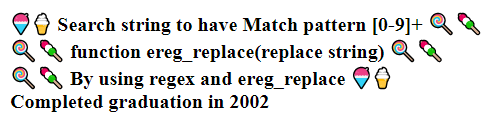 🍧🍦 Search string to have Match pattern [0-9]+ 🍭🍡
🍭🍡 function ereg_replace(replace string) 🍭🍡
🍭🍡 By using regex and ereg_replace 🍧🍦
Completed graduation in 2002